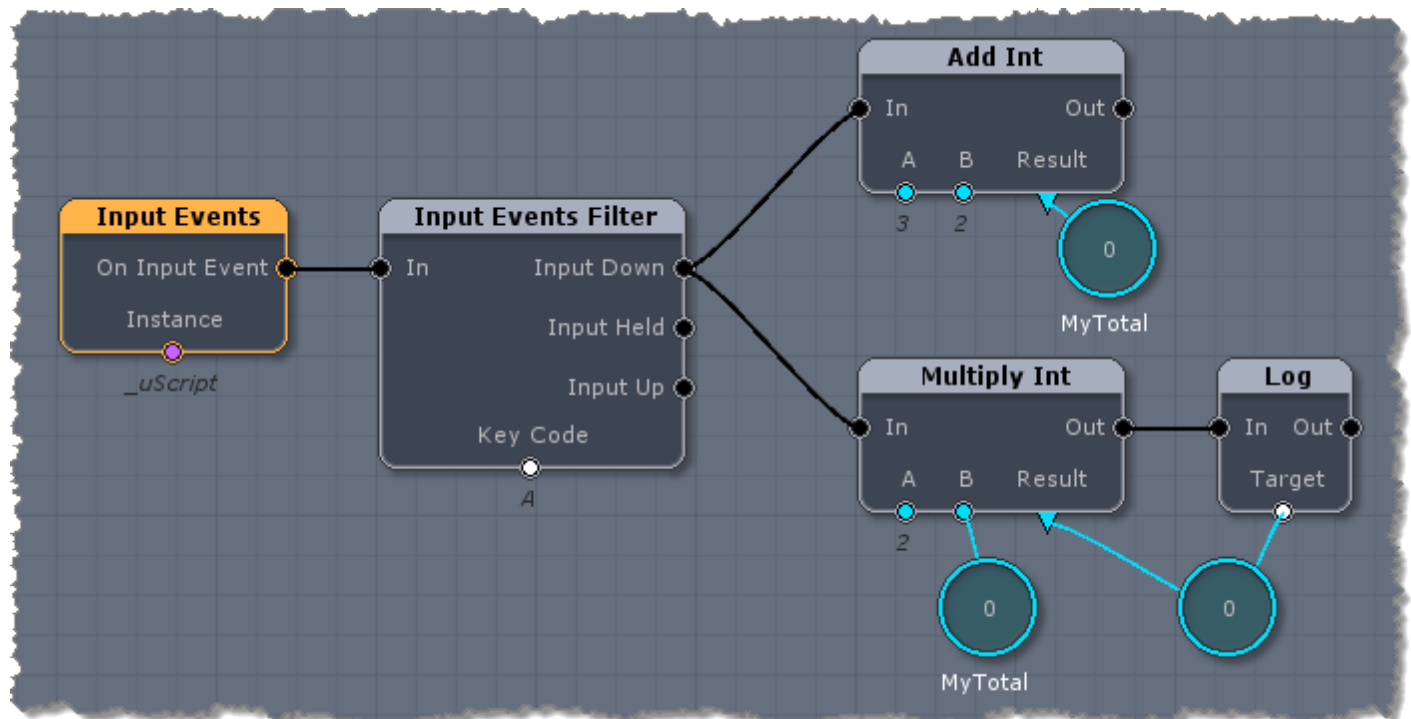 Input Events
On Input Event
Instance
_uScript
Input Events Filter
In Input Down
Input Held
Input Up
Key Code
A
Add Int
In Out
A B Result
3 2
0
MyTotal
Multiply Int
In Out
A B Result
2
0
MyTotal
Log
In Out
Target
0